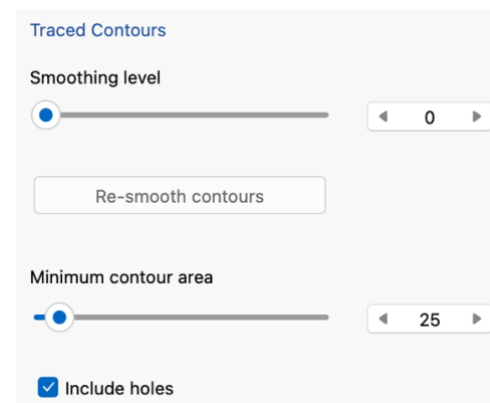 Traced Contours
Smoothing level
0
Re-smooth contours
Minimum contour area
25
Include holes